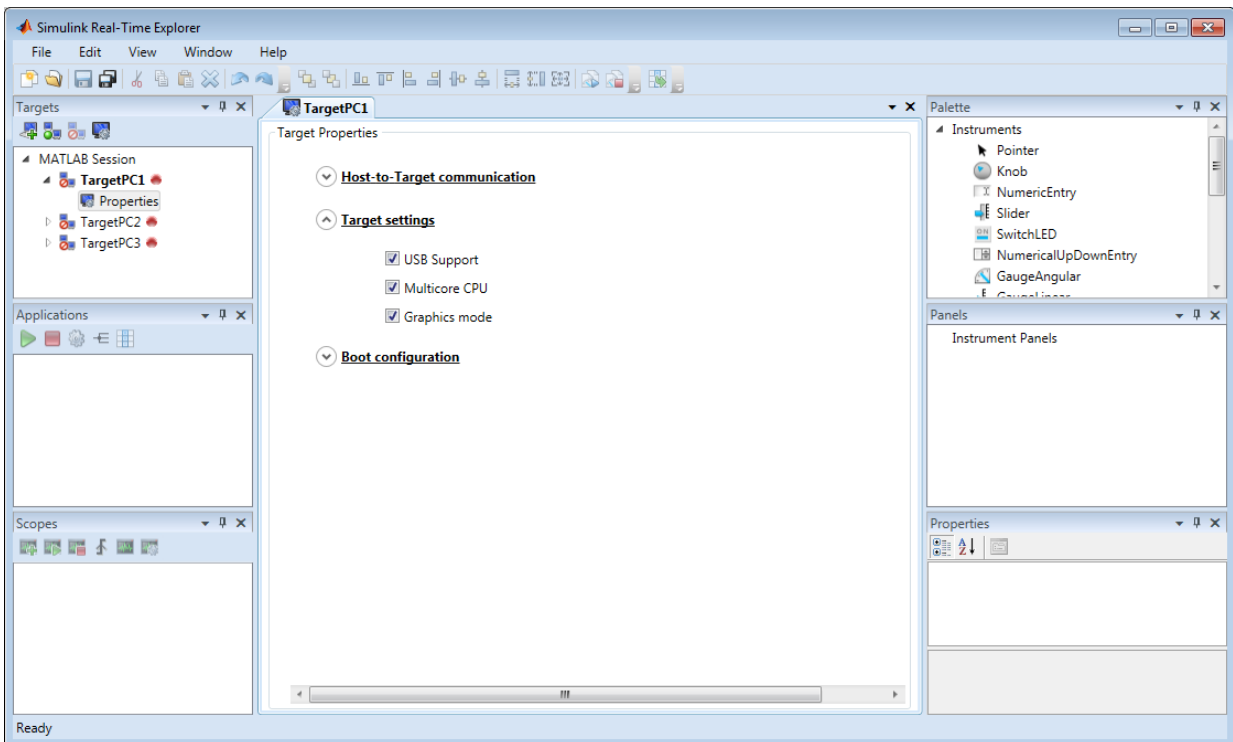 Simulink Real-Time Explorer
File Edit View Window Help
Targets
MATLAB Session
TargetPC1
Properties
TargetPC2
TargetPC3
Applications
Scopes
TargetPC1
Target Properties
Host-to-Target communication
Target settings
USB Support
Multicore CPU
Graphics mode
Boot configuration
Palette
Instruments
Pointer
Knob
NumericEntry
Slider
SwitchLED
NumericalUpDownEntry
GaugeAngular
GaugeLinear
Panels
Instrument Panels
Properties
Ready